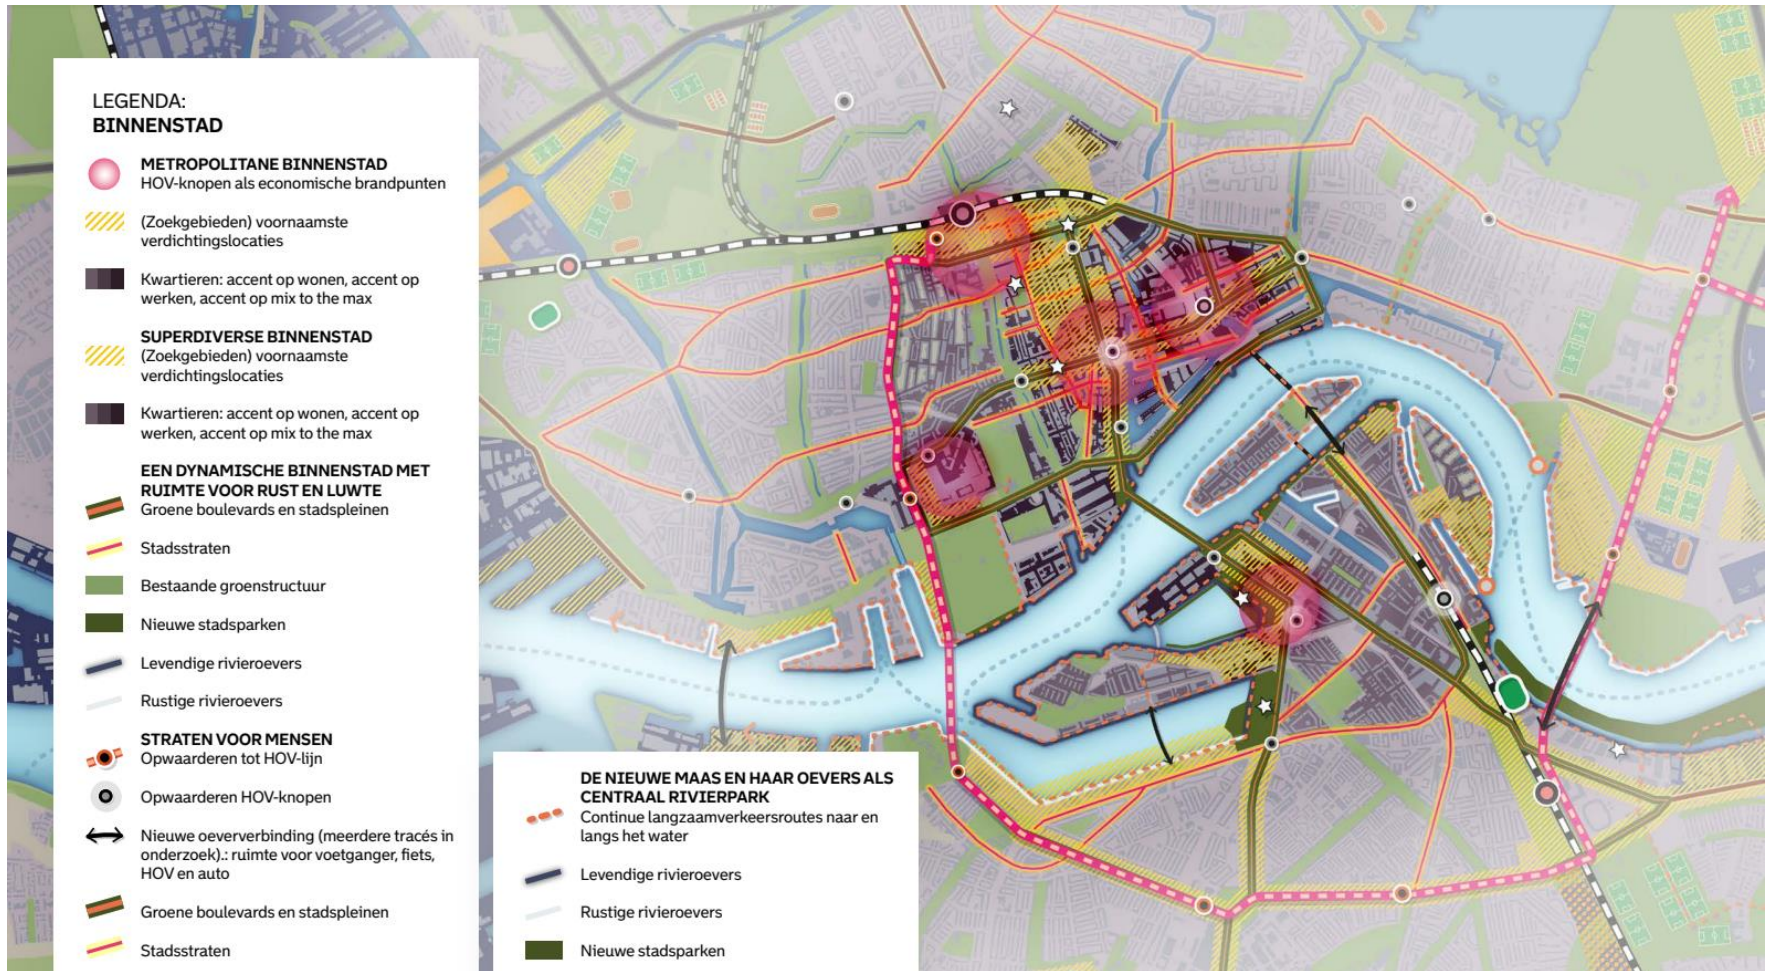 LEGENDA:
BINNENSTAD
METROPOLITANE BINNENSTAD
HOV-knopen als economische brandpunten
(Zoekgebieden) voornaamste
verdichtingslocaties
Kwartieren: accent op wonen, accent op
werken, accent op mix to the max
SUPERDIVERSE BINNENSTAD
(Zoekgebieden) voornaamste
verdichtingslocaties
Kwartieren: accent op wonen, accent op
werken, accent op mix to the max
EEN DYNAMISCHE BINNENSTAD MET
RUIMTE VOOR RUST EN LUWTE
Groene boulevards en stadspleinen
Stadsstraten
Bestaande groenstructuur
Nieuwe stadsparken
Levendige rivieroevers
Rustige rivieroevers
STRATEN VOOR MENSEN
Opwaarderen tot HOV-lijn
Opwaarderen HOV-knopen
Nieuwe oeververbinding (meerdere tracés in
onderzoek).: ruimte voor voetganger, fiets,
HOV en auto
Groene boulevards en stadspleinen
Stadsstraten
DE NIEUWE MAAS EN HAAR OEVERS ALS
CENTRAAL RIVIERPARK
Continue langzaamverkeersroutes naar en
langs het water
Levendige rivieroevers
Rustige rivieroevers
Nieuwe stadsparken